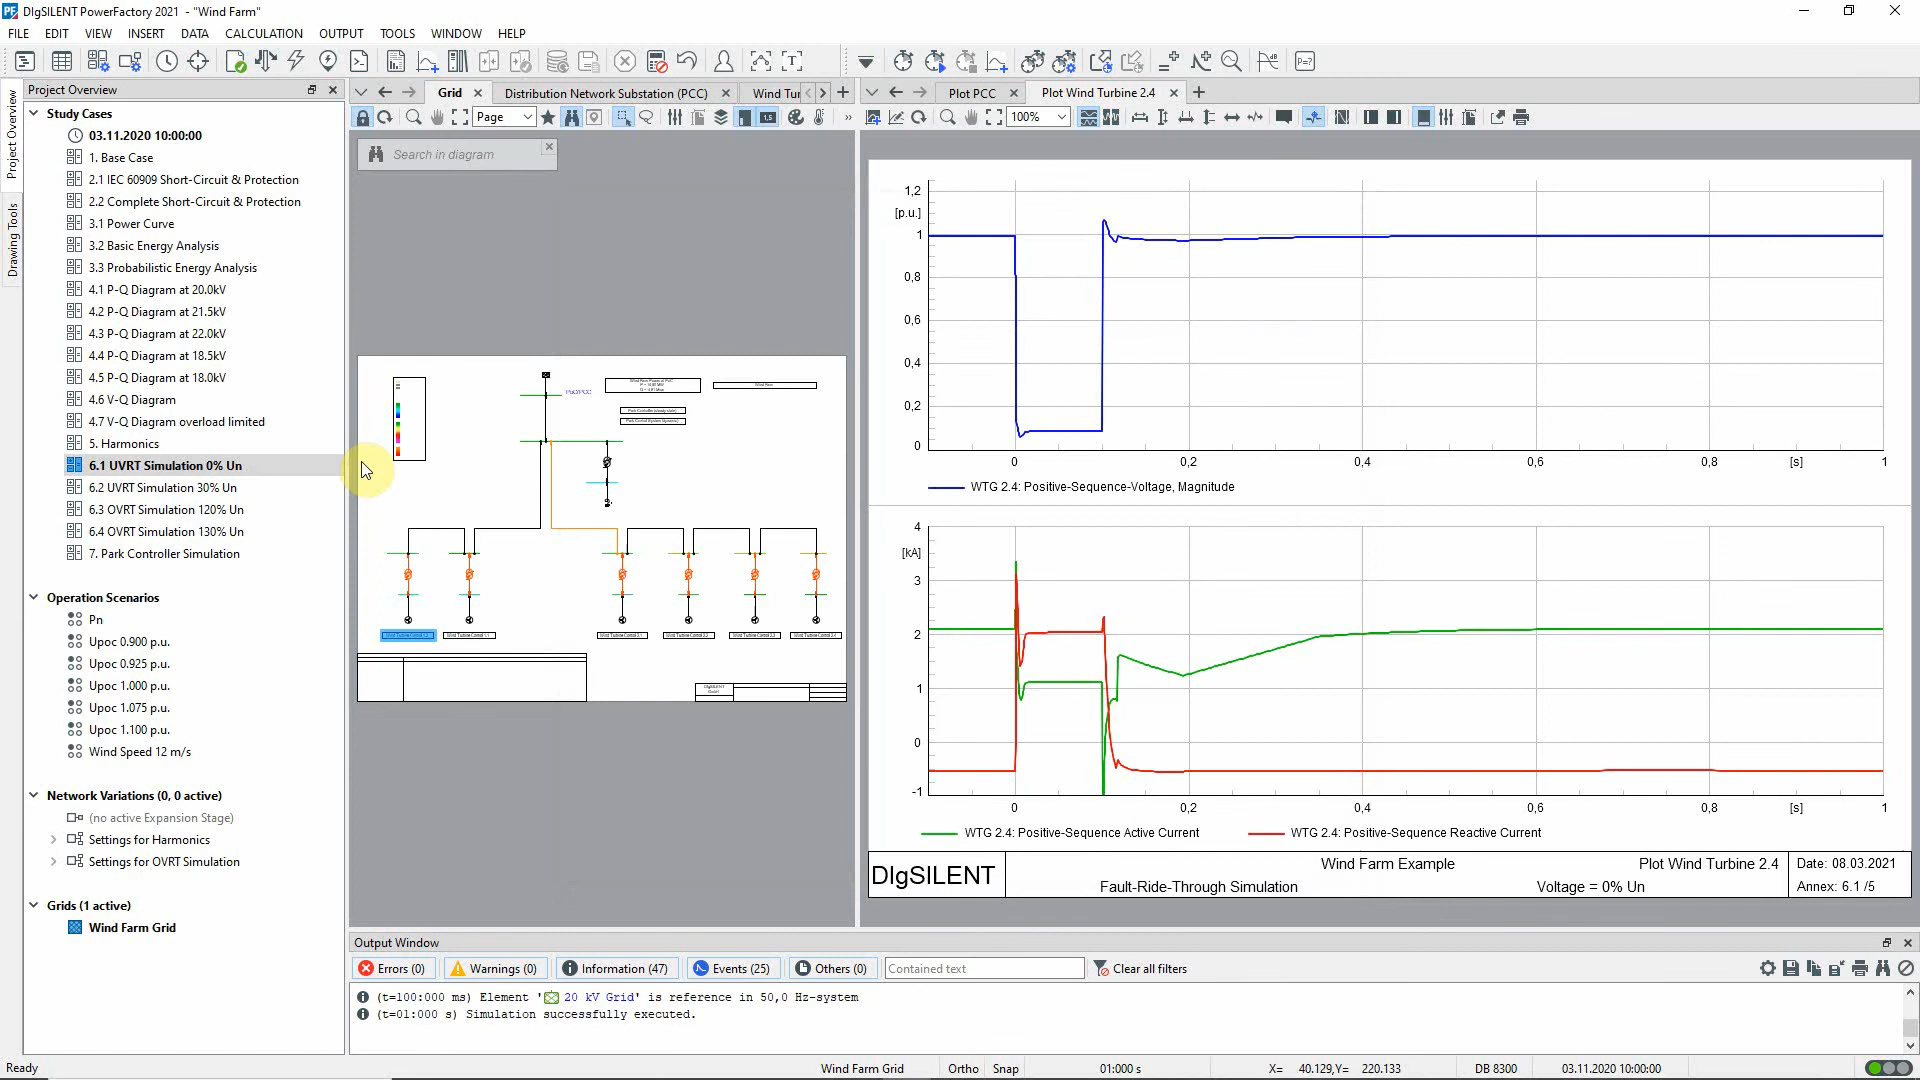 DIgSILENT PowerFactory 2021 - "Wind Farm"
FILE EDIT VIEW INSERT DATA CALCULATION OUTPUT TOOLS WINDOW HELP
Project Overview
Drawing Tools
Project Overview
Study Cases
03.11.2020 10:00:00
1. Base Case
2.1 IEC 60909 Short-Circuit & Protection
2.2 Complete Short-Circuit & Protection
3.1 Power Curve
3.2 Basic Energy Analysis
3.3 Probabilistic Energy Analysis
4.1 P-Q Diagram at 20.0kV
4.2 P-Q Diagram at 21.5kV
4.3 P-Q Diagram at 22.0kV
4.4 P-Q Diagram at 18.5kV
4.5 P-Q Diagram at 18.0kV
4.6 V-Q Diagram
4.7 V-Q Diagram overload limited
5. Harmonics
6.1 UVRT Simulation 0% Un
6.2 UVRT Simulation 30% Un
6.3 OVRT Simulation 120% Un
6.4 OVRT Simulation 130% Un
7. Park Controller Simulation
Operation Scenarios
Pn
Upoc 0.900 p.u.
Upoc 0.925 p.u.
Upoc 1.000 p.u.
Upoc 1.075 p.u.
Upoc 1.100 p.u.
Wind Speed 12 m/s
Network Variations (0, 0 active)
(no active Expansion Stage)
Settings for Harmonics
Settings for OVRT Simulation
Grids (1 active)
Wind Farm Grid
Grid Distribution Network Substation (PCC) Wind Tur
Page
Search in diagram
PoC/PCC
Plot PCC Plot Wind Turbine 2.4
100%
1,2
[p.u.]
1
0,8
0,6
0,4
0,2
0
0 0,2 0,4 0,6 0,8 [s] 1
WTG 2.4: Positive-Sequence-Voltage, Magnitude
4
[kA]
3
2
1
0
-1
0 0,2 0,4 0,6 0,8 [s] 1
WTG 2.4: Positive-Sequence Active Current WTG 2.4: Positive-Sequence Reactive Current
DIgSILENT
Wind Farm Example Plot Wind Turbine 2.4
Fault-Ride-Through Simulation Voltage = 0% Un
Date: 08.03.2021
Annex: 6.1 /5
Output Window
Errors (0) Warnings (0) Information (47) Events (25) Others (0) Contained text Clear all filters
(t=100:000 ms) Element '20 kV Grid' is reference in 50,0 Hz-system
(t=01:000 s) Simulation successfully executed.
Ready Wind Farm Grid Ortho Snap 01:000 s X= 40.129,Y= 220.133 DB 8300 03.11.2020 10:00:00